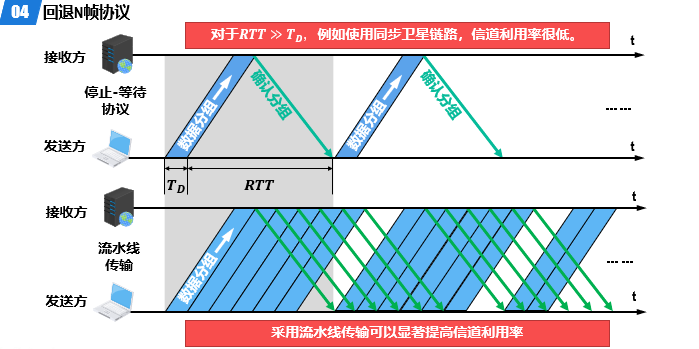 04 回退N帧协议
对于RTT ≫ T_D，例如使用同步卫星链路，信道利用率很低。
接收方
t
停止-等待
协议
数据分组
确认分组
数据分组
确认分组
... ...
发送方
t
T_D
RTT
接收方
t
流水线
传输
数据分组
... ...
发送方
t
采用流水线传输可以显著提高信道利用率